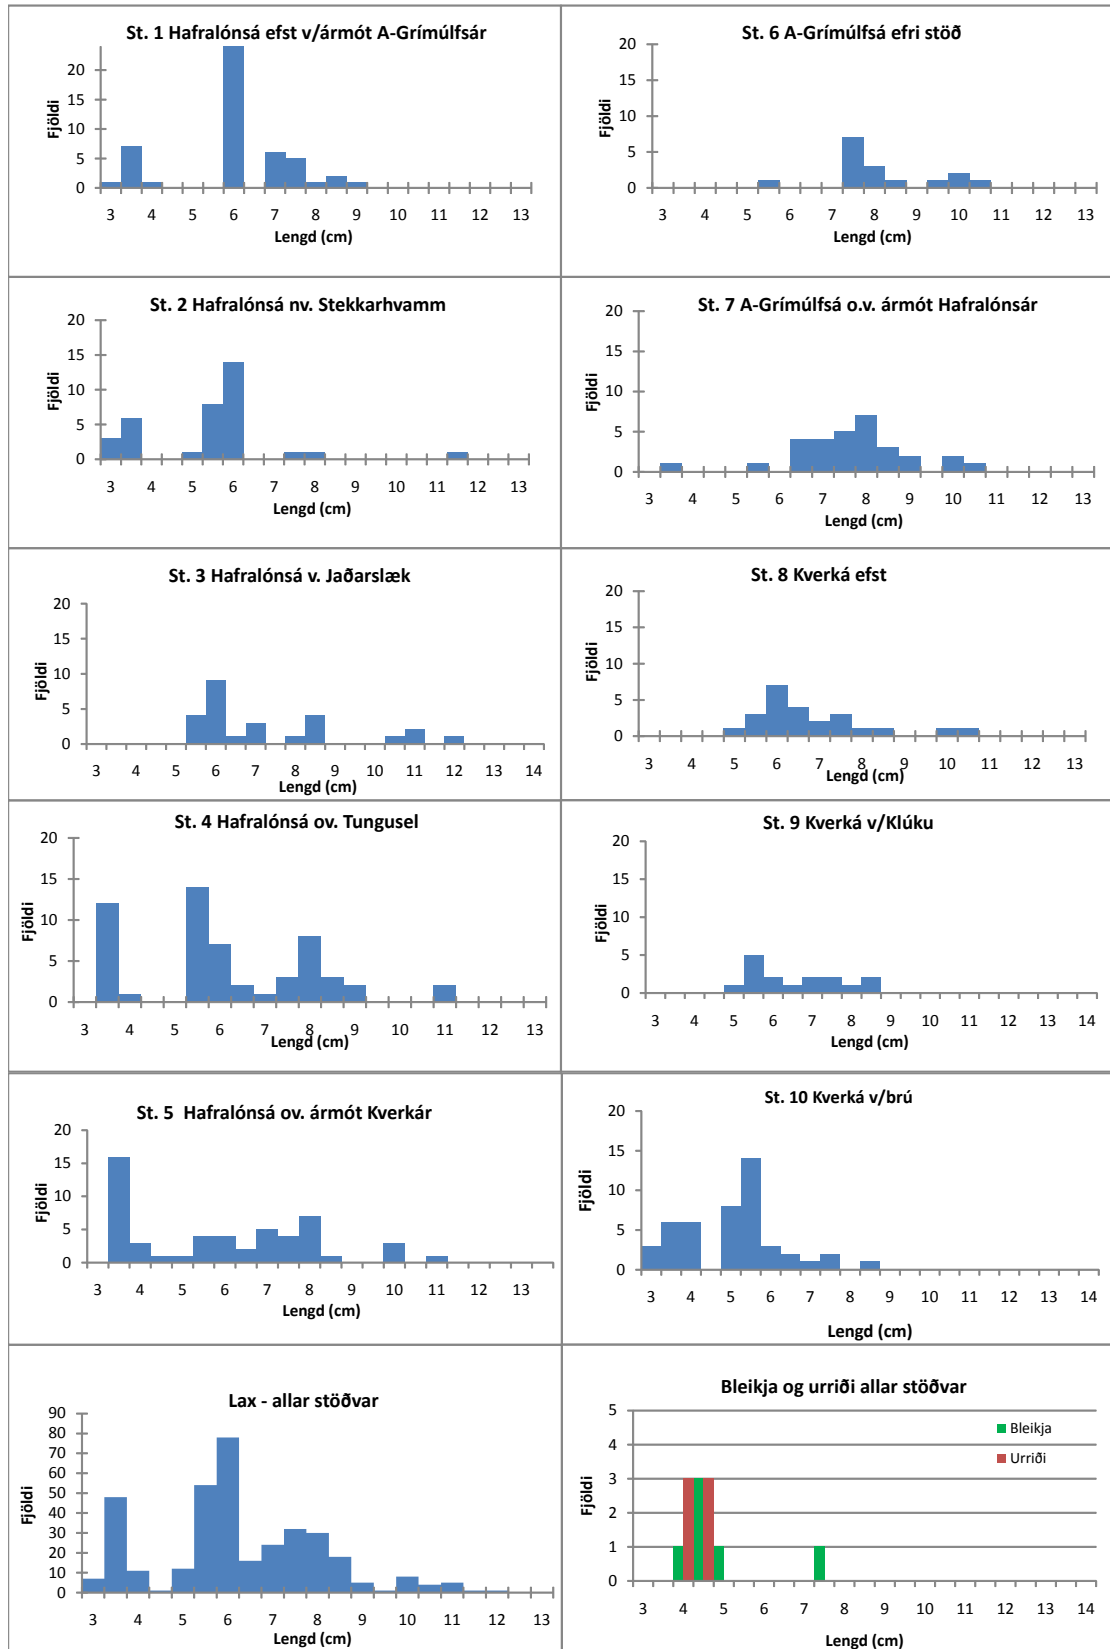 St. 1 Hafralónsá efst v/ármót A-Grímúlfsár
20
15
10
5
0
Fjöldi
3 4 5 6 7 8 9 10 11 12 13
Lengd (cm)
St. 6 A-Grímúlfsá efri stöð
20
15
10
5
0
Fjöldi
3 4 5 6 7 8 9 10 11 12 13
Lengd (cm)
St. 2 Hafralónsá nv. Stekkarhvamm
20
15
10
5
0
Fjöldi
3 4 5 6 7 8 9 10 11 12 13
Lengd (cm)
St. 7 A-Grímúlfsá o.v. ármót Hafralónsár
20
15
10
5
0
Fjöldi
3 4 5 6 7 8 9 10 11 12 13
Lengd (cm)
St. 3 Hafralónsá v. Jaðarslæk
20
15
10
5
0
Fjöldi
3 4 5 6 7 8 9 10 11 12 13 14
Lengd (cm)
St. 8 Kverká efst
20
15
10
5
0
Fjöldi
3 4 5 6 7 8 9 10 11 12 13
Lengd (cm)
St. 4 Hafralónsá ov. Tungusel
20
15
10
5
0
Fjöldi
3 4 5 6 7 8 9 10 11 12 13
Lengd (cm)
St. 9 Kverká v/Klúku
20
15
10
5
0
Fjöldi
3 4 5 6 7 8 9 10 11 12 13 14
Lengd (cm)
St. 5 Hafralónsá ov. ármót Kverkár
20
15
10
5
0
Fjöldi
3 4 5 6 7 8 9 10 11 12 13
Lengd (cm)
St. 10 Kverká v/brú
20
15
10
5
0
Fjöldi
3 4 5 6 7 8 9 10 11 12 13 14
Lengd (cm)
Lax - allar stöðvar
90
80
70
60
50
40
30
20
10
0
Fjöldi
3 4 5 6 7 8 9 10 11 12 13
Lengd (cm)
Bleikja og urriði allar stöðvar
5
4
3
2
1
0
Fjöldi
Bleikja
Urriði
3 4 5 6 7 8 9 10 11 12 13 14
Lengd (cm)